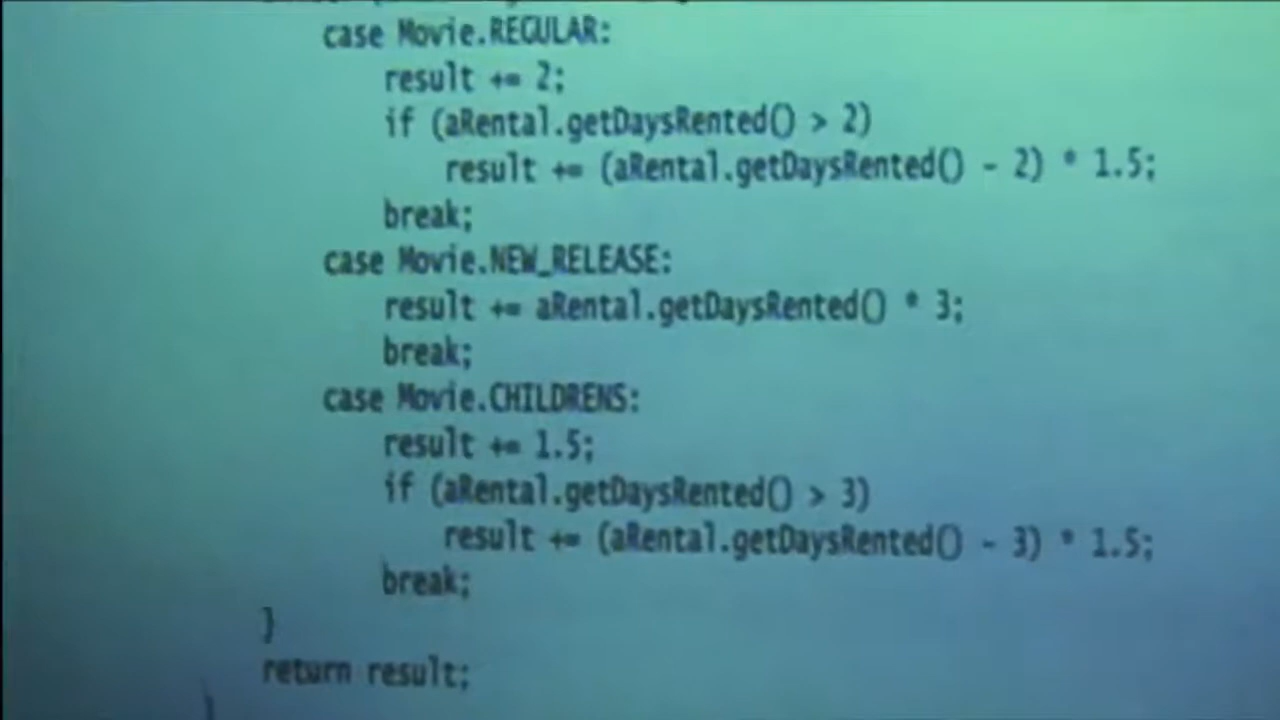 case Movie.REGULAR:
result += 2;
if (aRental.getDaysRented() > 2)
result += (aRental.getDaysRented() - 2) * 1.5;
break;
case Movie.NEW_RELEASE:
result += aRental.getDaysRented() * 3;
break;
case Movie.CHILDRENS:
result += 1.5;
if (aRental.getDaysRented() > 3)
result += (aRental.getDaysRented() - 3) * 1.5;
break;
}
return result;